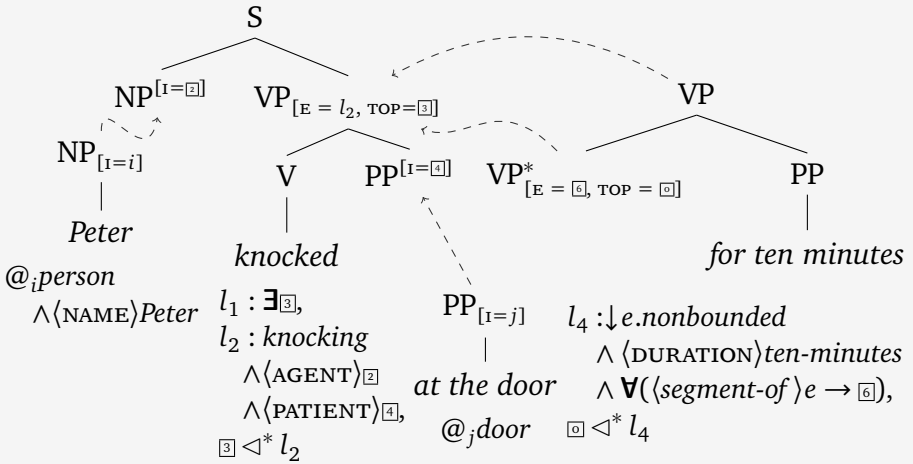 S
NP[I=2] VP[E = l2, TOP=3] VP
NP[I=i] V PP[I=4] VP*[E = 6, TOP = 0] PP
Peter knocked for ten minutes
@i person
∧⟨NAME⟩Peter
l1 : ∃3,
l2 : knocking
∧⟨AGENT⟩2
∧⟨PATIENT⟩4,
3 ◁* l2
PP[I=j]
at the door
@j door
l4 :↓e.nonbounded
∧ ⟨DURATION⟩ten-minutes
∧ ∀(⟨segment-of⟩e → 6),
0 ◁* l4